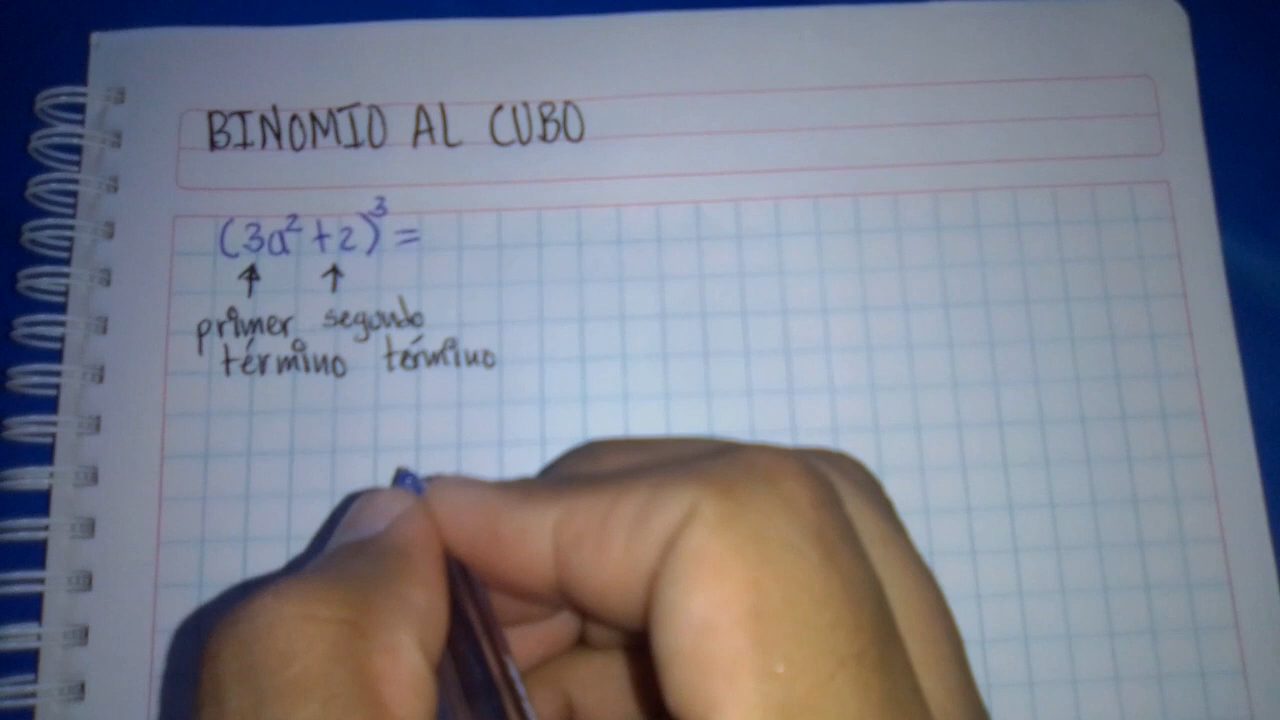 BINOMIO AL CUBO
(3a²+2)³=
↑ ↑
primer segundo
término término